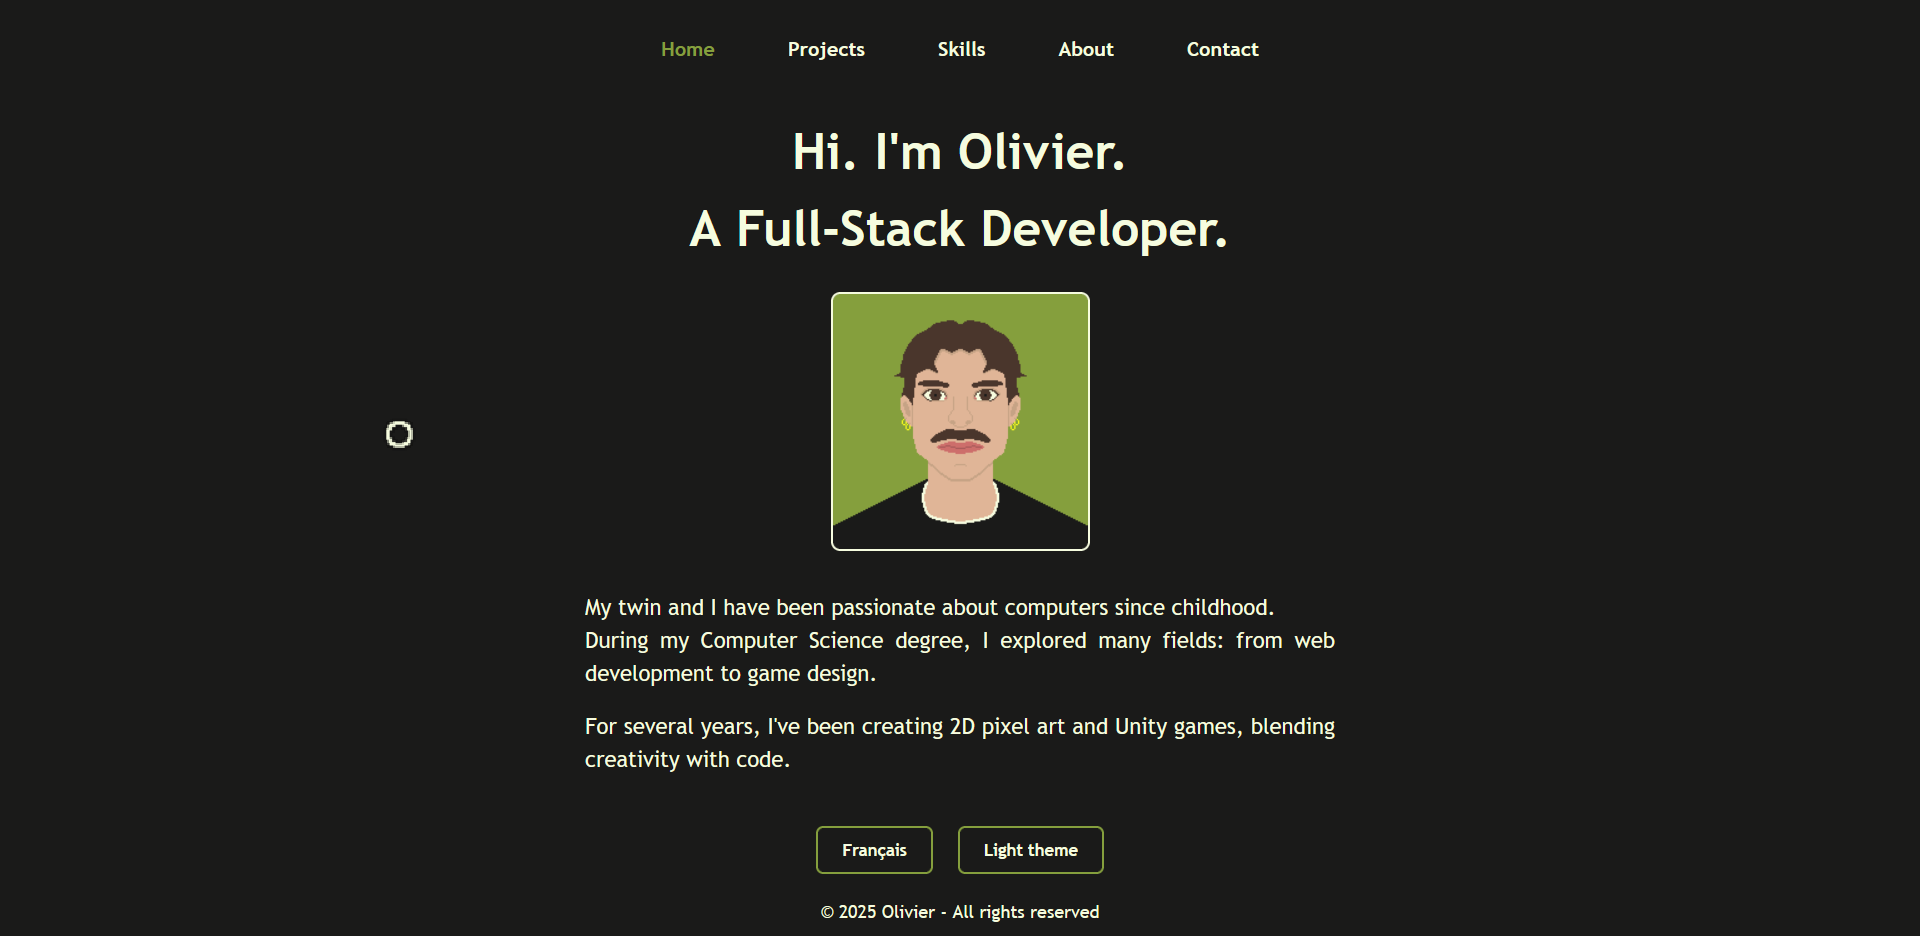 Home Projects Skills About Contact
Hi. I'm Olivier.
A Full-Stack Developer.
My twin and I have been passionate about computers since childhood.
During my Computer Science degree, I explored many fields: from web
development to game design.
For several years, I've been creating 2D pixel art and Unity games, blending
creativity with code.
Français Light theme
© 2025 Olivier - All rights reserved